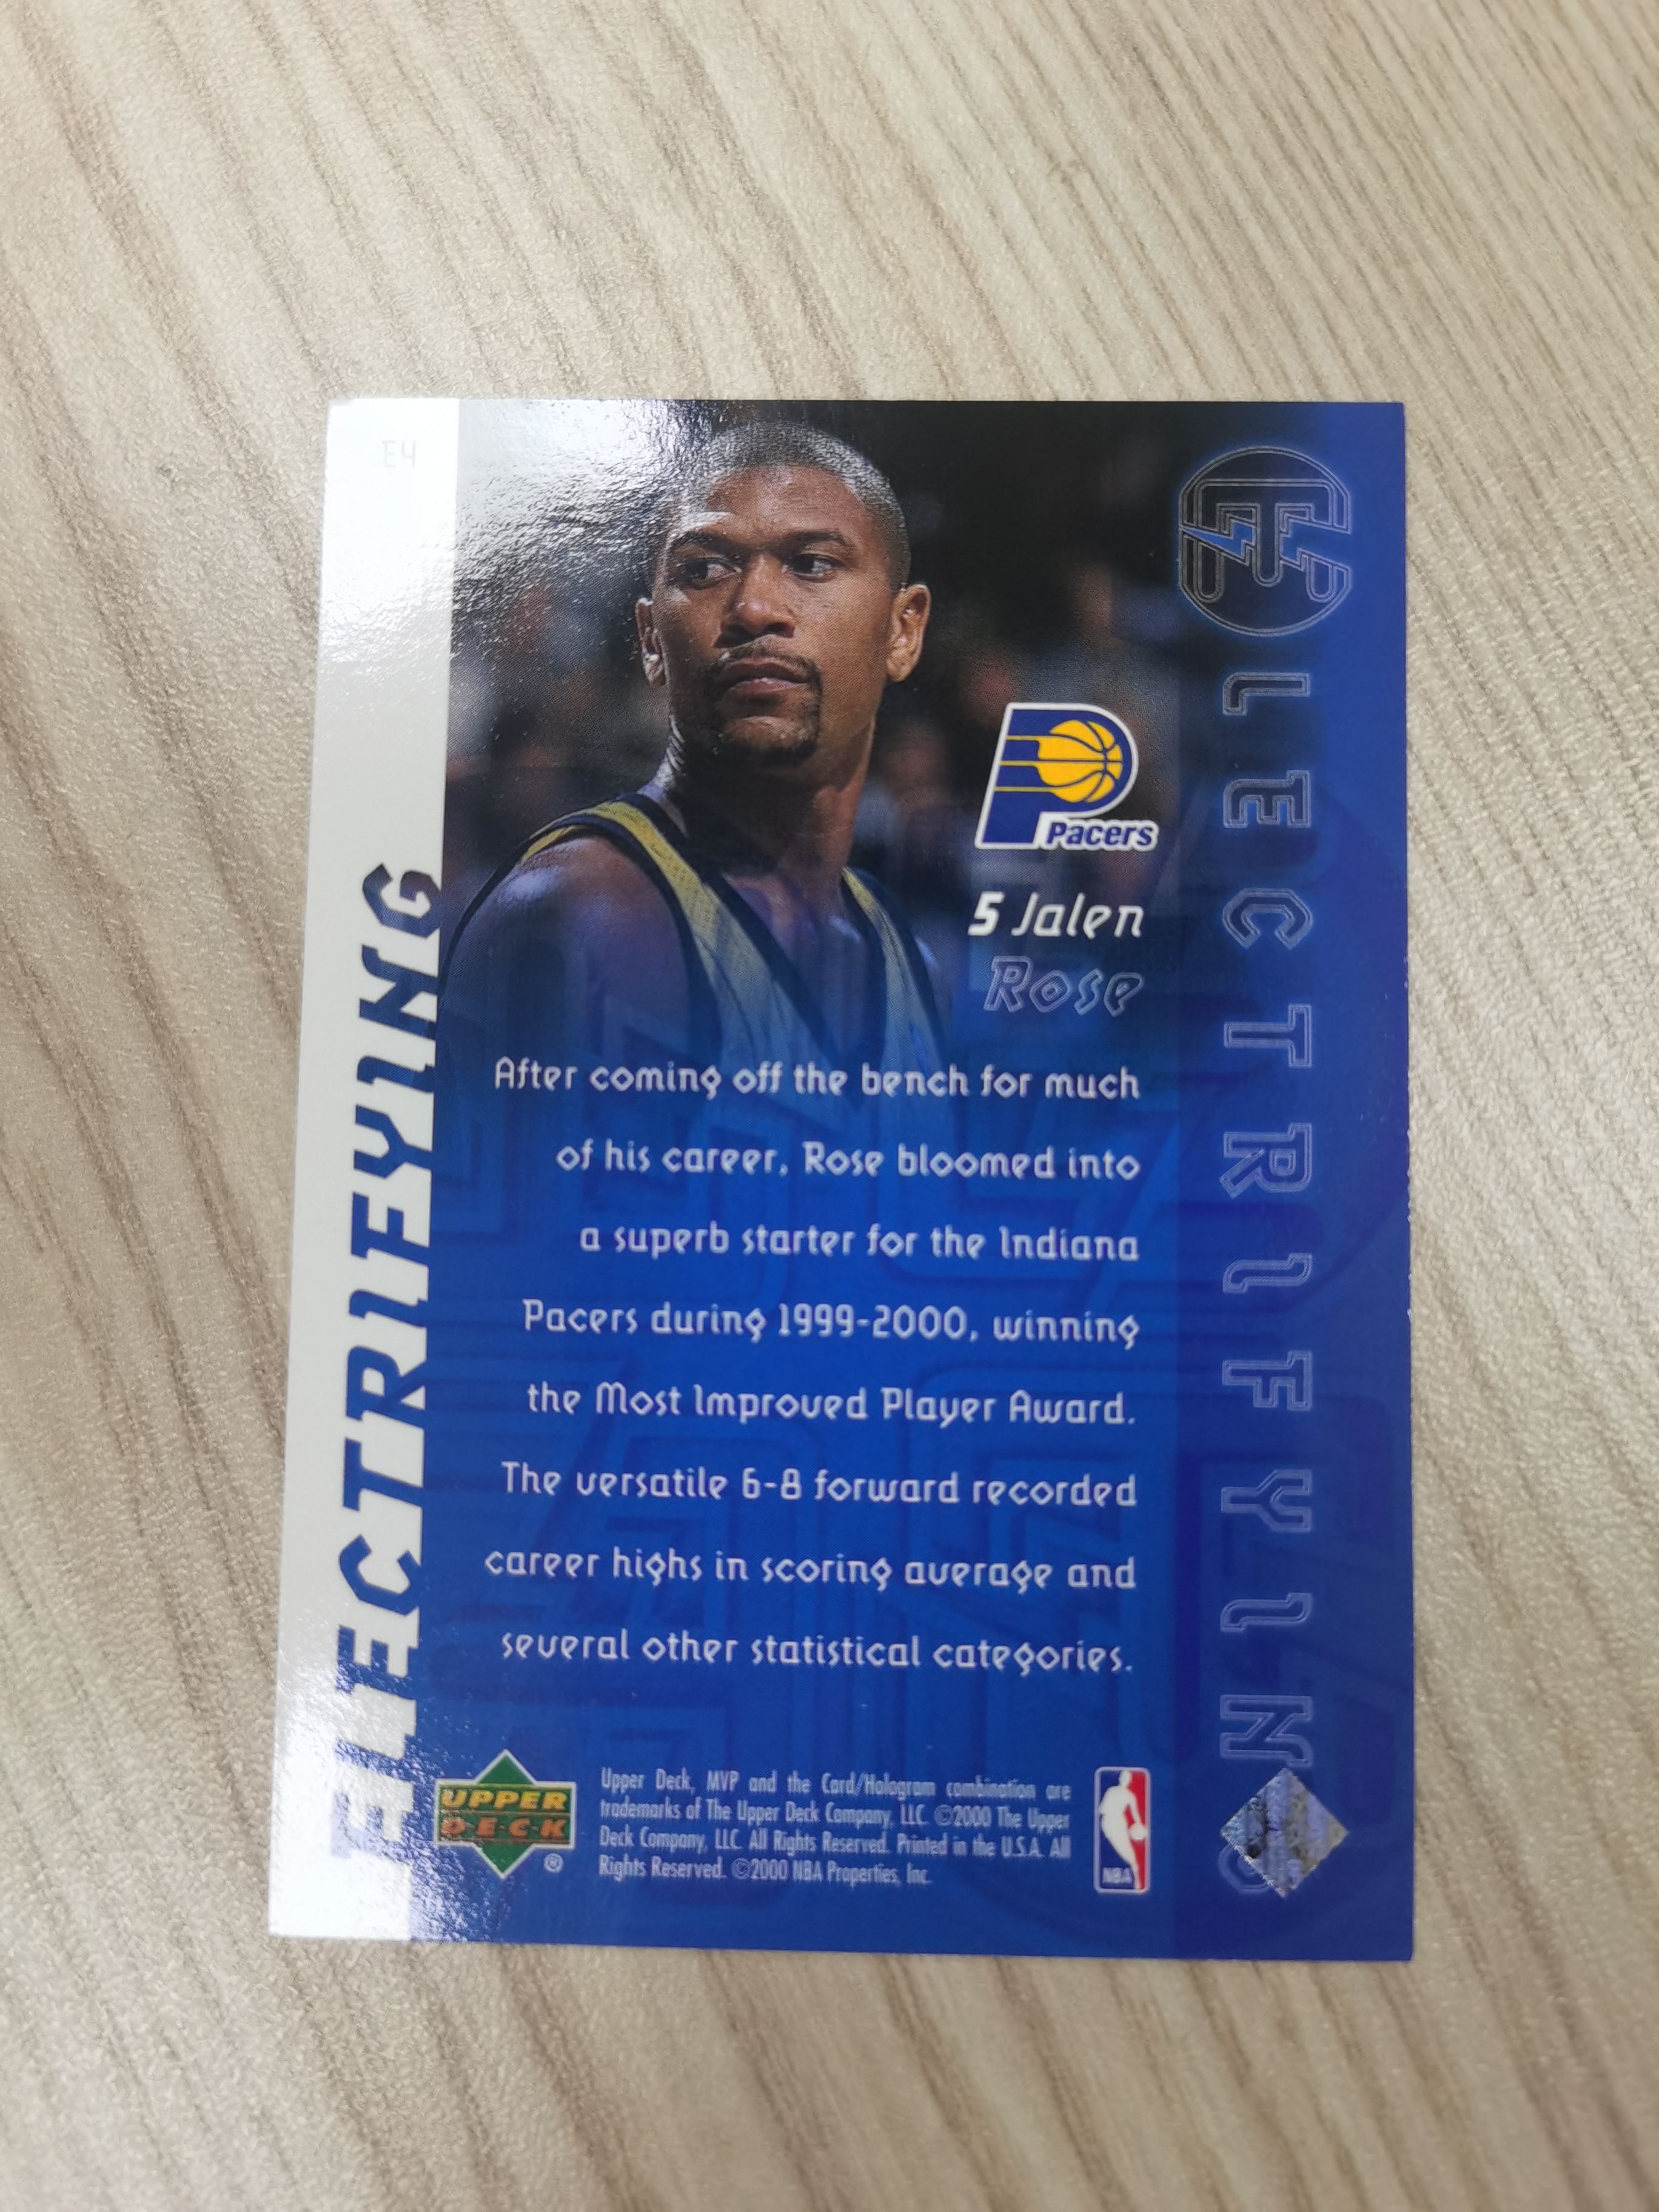 E4
ELECTRIFYING
Pacers
5 Jalen
Rose
After coming off the bench for much
of his career, Rose bloomed into
a superb starter for the Indiana
Pacers during 1999-2000, winning
the Most Improved Player Award.
The versatile 6-8 forward recorded
career highs in scoring average and
several other statistical categories.
UPPER
D·E·C·K
®
Upper Deck, MVP and the Card/Hologram combination are
trademarks of The Upper Deck Company, LLC. ©2000 The Upper
Deck Company, LLC. All Rights Reserved. Printed in the U.S.A. All
Rights Reserved. ©2000 NBA Properties, Inc.
NBA
ELECTRIFYING